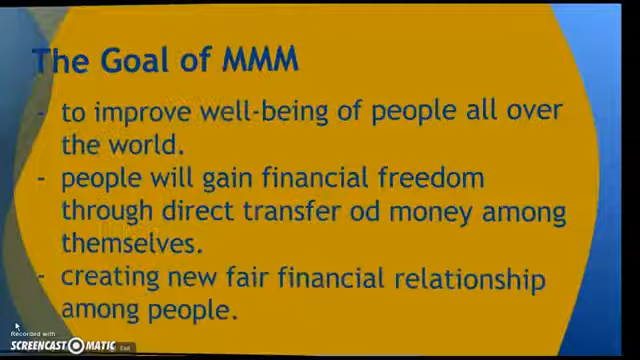 The Goal of MMM
- to improve well-being of people all over
the world.
- people will gain financial freedom
through direct transfer od money among
themselves.
- creating new fair financial relationship
among people.
Recorded with
SCREENCAST MATIC
Exit